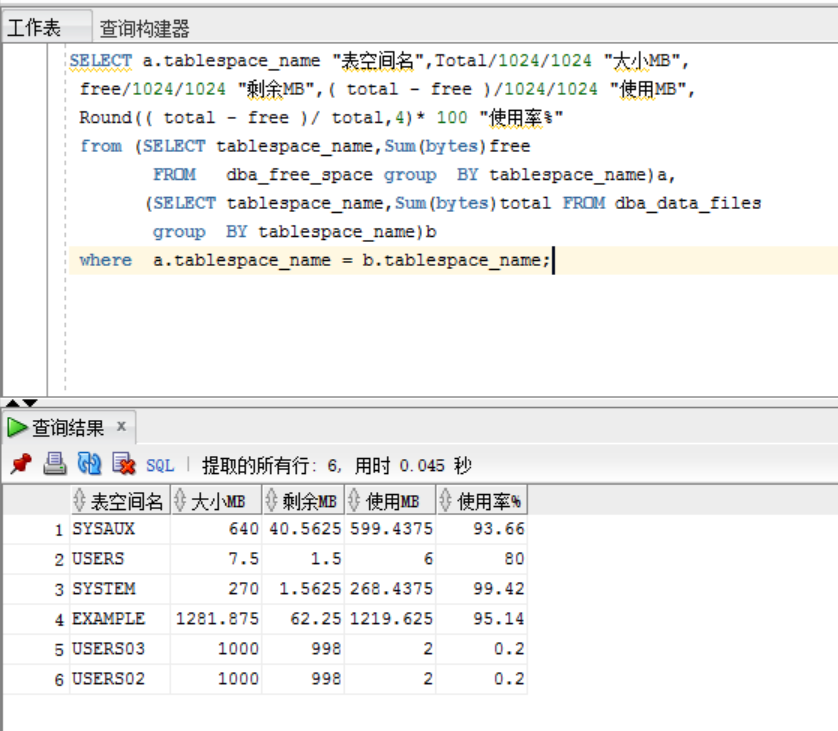 工作表 查询构建器
SELECT a.tablespace_name "表空间名",Total/1024/1024 "大小MB",
free/1024/1024 "剩余MB",( total - free )/1024/1024 "使用MB",
Round(( total - free )/ total,4)* 100 "使用率%"
from (SELECT tablespace_name,Sum(bytes)free
FROM dba_free_space group BY tablespace_name)a,
(SELECT tablespace_name,Sum(bytes)total FROM dba_data_files
group BY tablespace_name)b
where a.tablespace_name = b.tablespace_name;
查询结果 x
SQL | 提取的所有行: 6, 用时 0.045 秒
表空间名 大小MB 剩余MB 使用MB 使用率%
1 SYSAUX 640 40.5625 599.4375 93.66
2 USERS 7.5 1.5 6 80
3 SYSTEM 270 1.5625 268.4375 99.42
4 EXAMPLE 1281.875 62.25 1219.625 95.14
5 USERS03 1000 998 2 0.2
6 USERS02 1000 998 2 0.2